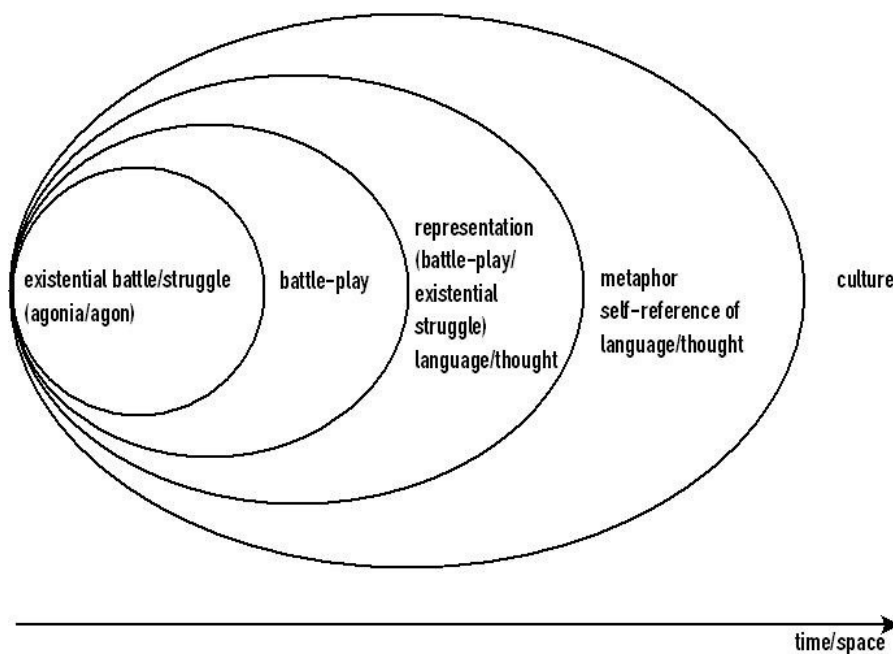 existential battle/struggle
(agonia/agon)
battle-play
representation
(battle-play/
existential
struggle)
language/thought
metaphor
self-reference of
language/thought
culture
time/space